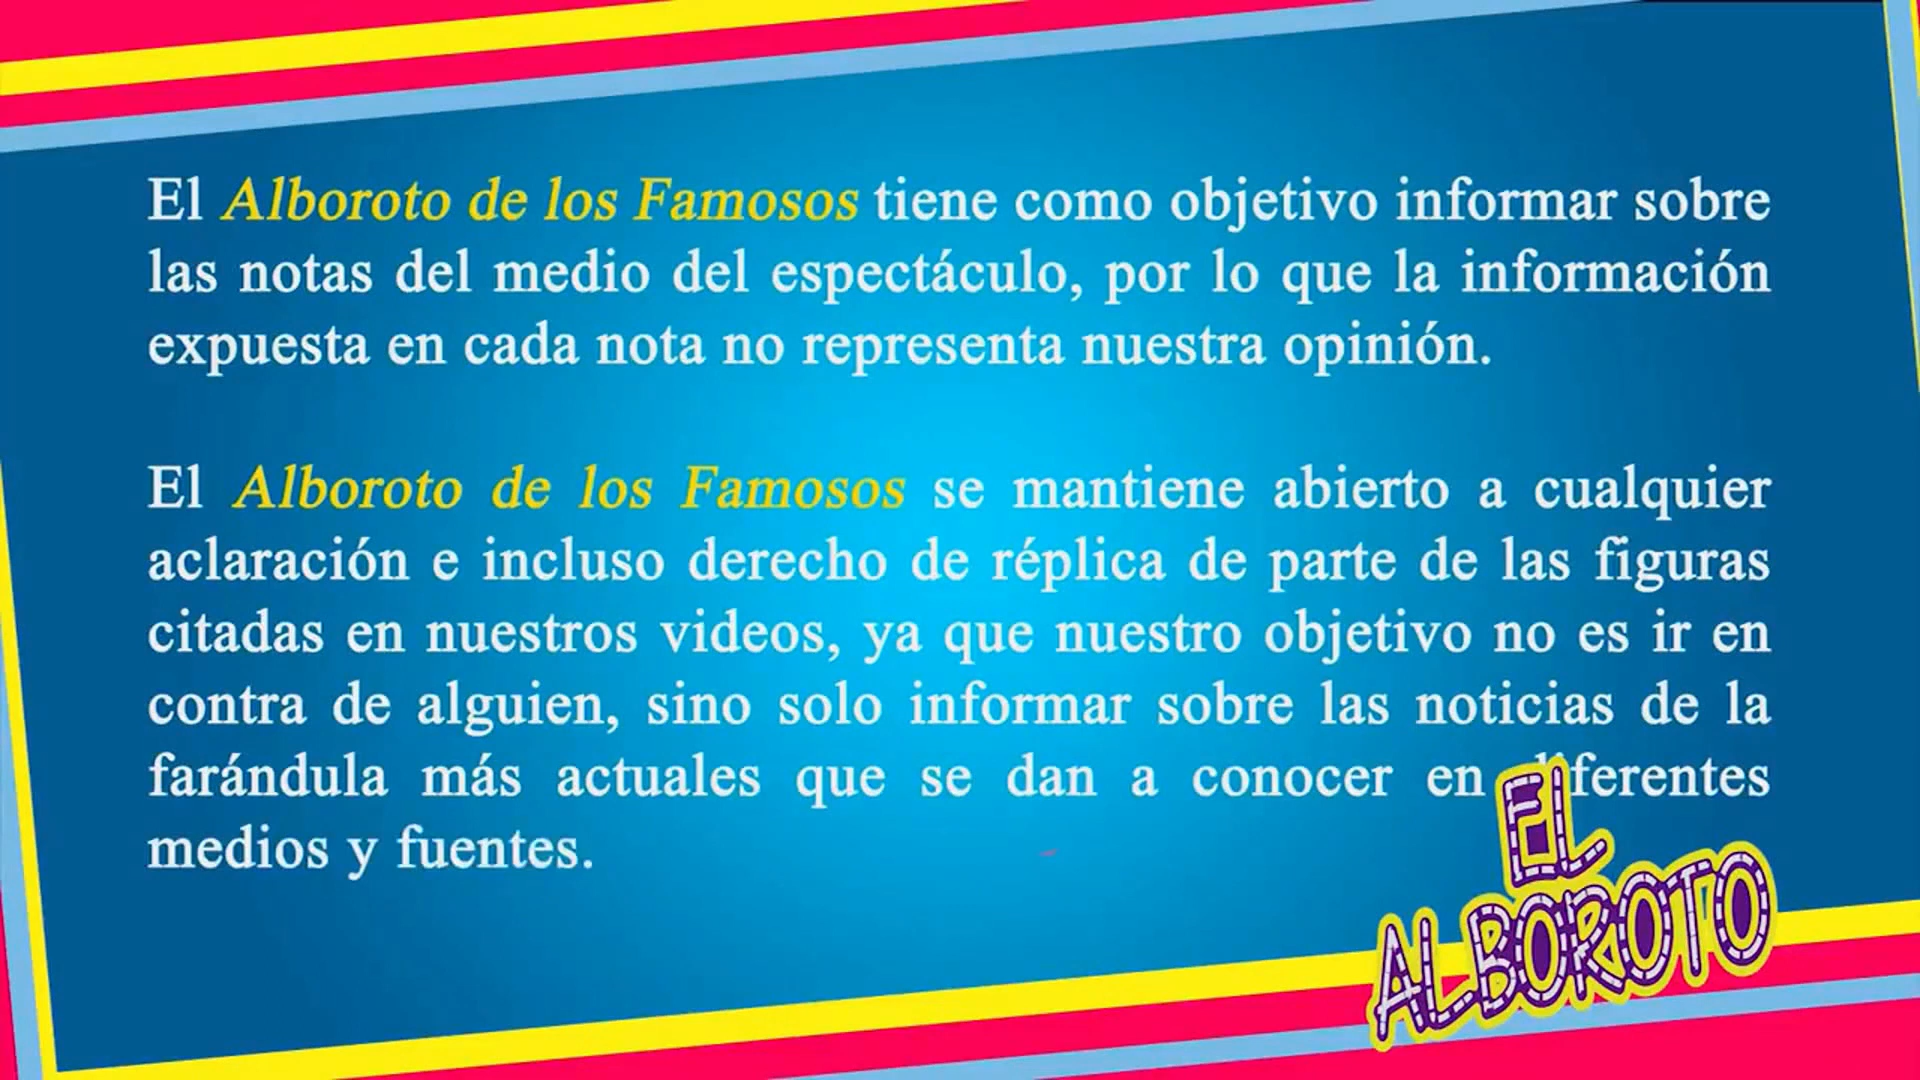 El Alboroto de los Famosos tiene como objetivo informar sobre
las notas del medio del espectáculo, por lo que la información
expuesta en cada nota no representa nuestra opinión.
El Alboroto de los Famosos se mantiene abierto a cualquier
aclaración e incluso derecho de réplica de parte de las figuras
citadas en nuestros videos, ya que nuestro objetivo no es ir en
contra de alguien, sino solo informar sobre las noticias de la
farándula más actuales que se dan a conocer en diferentes
medios y fuentes.
EL
ALBOROTO